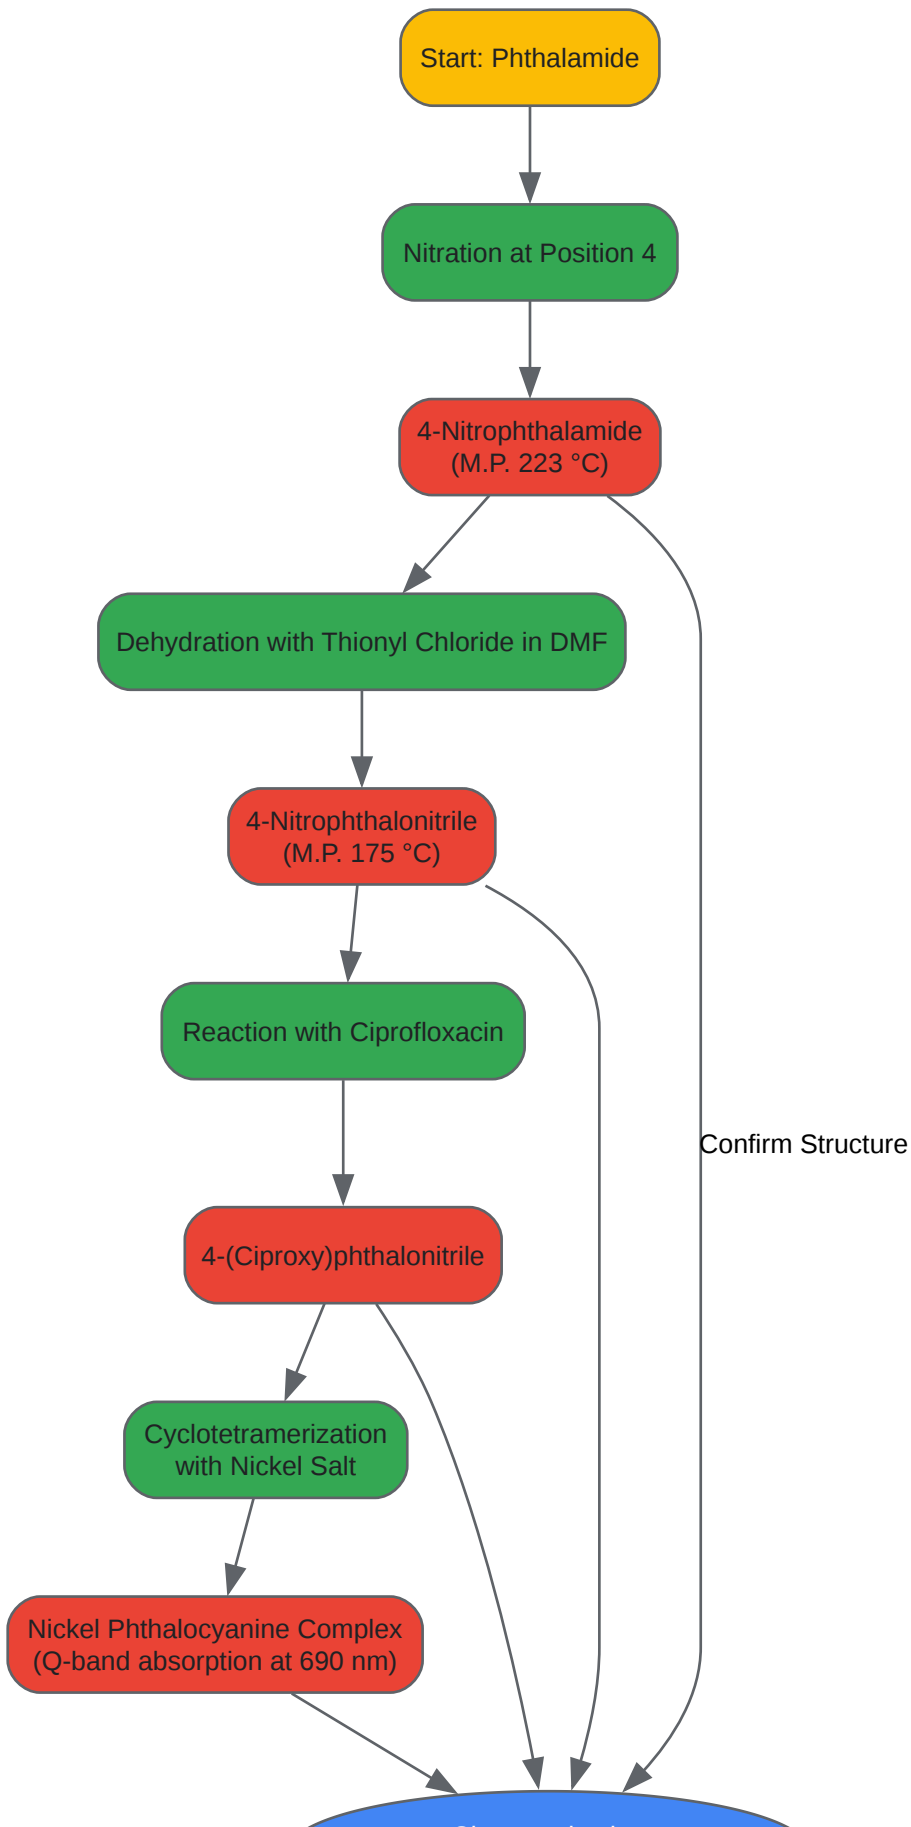 Start: Phthalamide
Nitration at Position 4
4-Nitrophthalamide
(M.P. 223 °C)
Dehydration with Thionyl Chloride in DMF
4-Nitrophthalonitrile
(M.P. 175 °C)
Reaction with Ciprofloxacin
Confirm Structure
4-(Ciproxy)phthalonitrile
Cyclotetramerization
with Nickel Salt
Nickel Phthalocyanine Complex
(Q-band absorption at 690 nm)